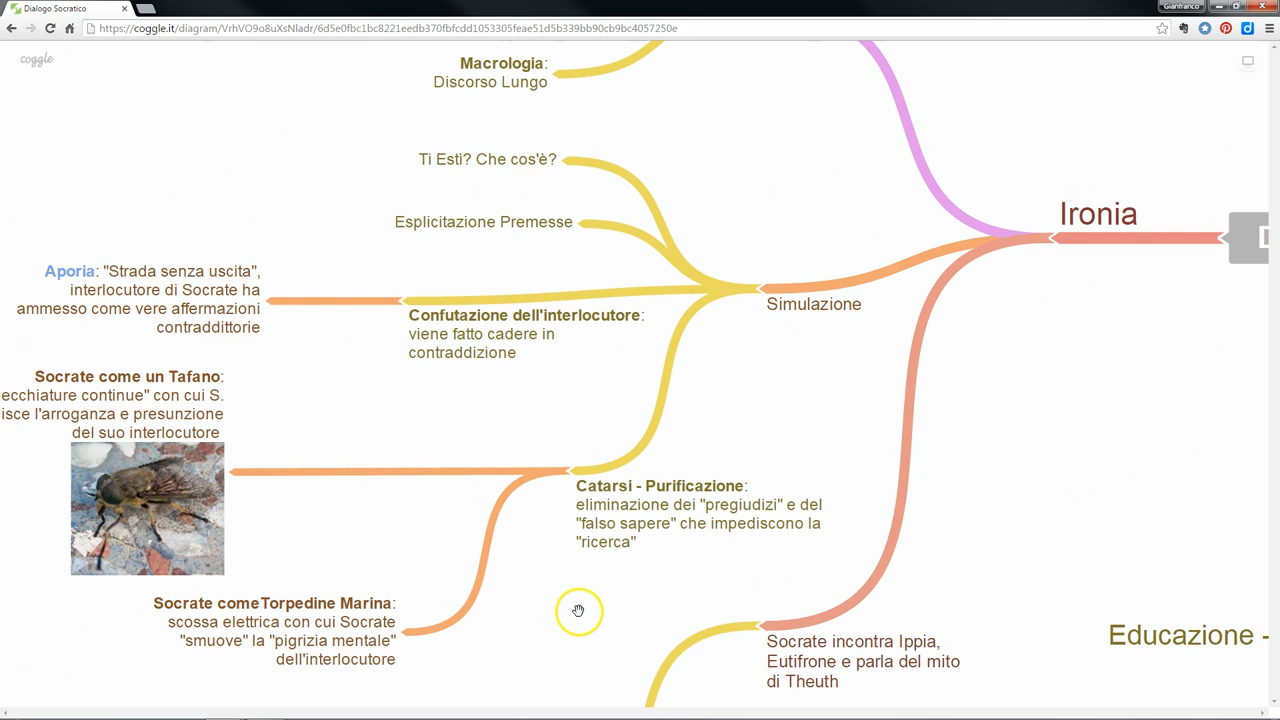 Dialogo Socratico
Gianfranco
https://coggle.it/diagram/VrhVO9o8uXsNladr/6d5e0fbc1bc8221eedb370fbfcdd1053305feae51d5b339bb90cb9bc4057250e
coggle
Macrologia:
Discorso Lungo
Ti Estì? Che cos'è?
Esplicitazione Premesse
Ironia
D
Simulazione
Aporia: "Strada senza uscita",
interlocutore di Socrate ha
ammesso come vere affermazioni
contraddittorie
Confutazione dell'interlocutore:
viene fatto cadere in
contraddizione
Socrate come un Tafano:
ecchiature continue" con cui S.
isce l'arroganza e presunzione
del suo interlocutore
Catarsi - Purificazione:
eliminazione dei "pregiudizi" e del
"falso sapere" che impediscono la
"ricerca"
Socrate comeTorpedine Marina:
scossa elettrica con cui Socrate
"smuove" la "pigrizia mentale"
dell'interlocutore
Socrate incontra Ippia,
Eutifrone e parla del mito
di Theuth
Educazione -